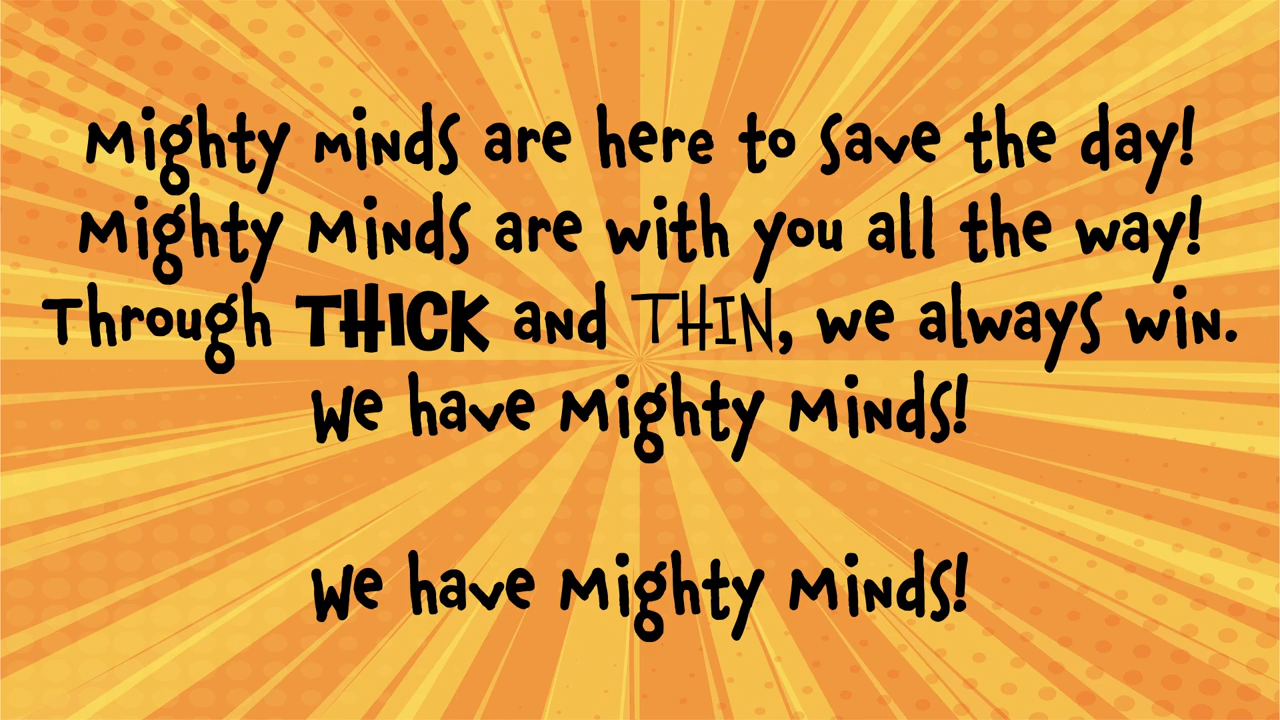 Mighty minds are here to save the day!
Mighty Minds are with you all the way!
Through THICK and THIN, we always win.
We have Mighty Minds!
We have Mighty Minds!